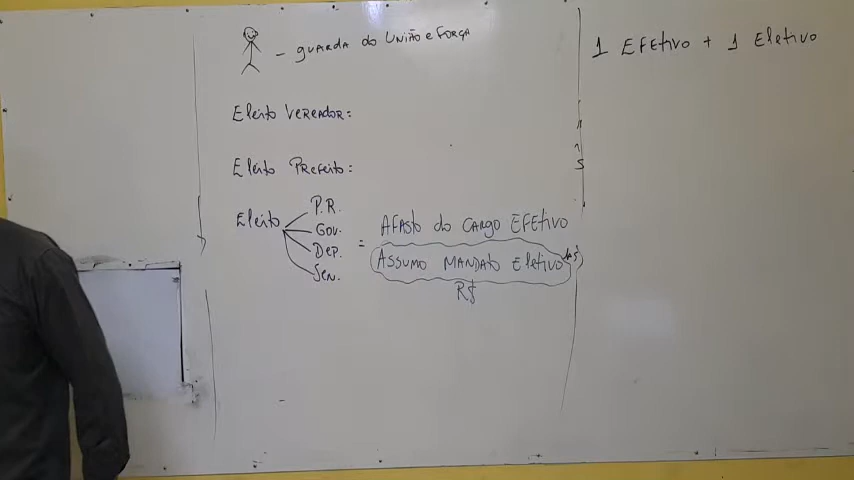 - guarda do União e Força
1 Efetivo + 1 Eletivo
Eleito Vereador:
Eleito Prefeito:
Eleito
P.R.
Gov.
Dep.
Sen.
= Afasto do cargo Efetivo
Assumo Mandato Eletivo
R$